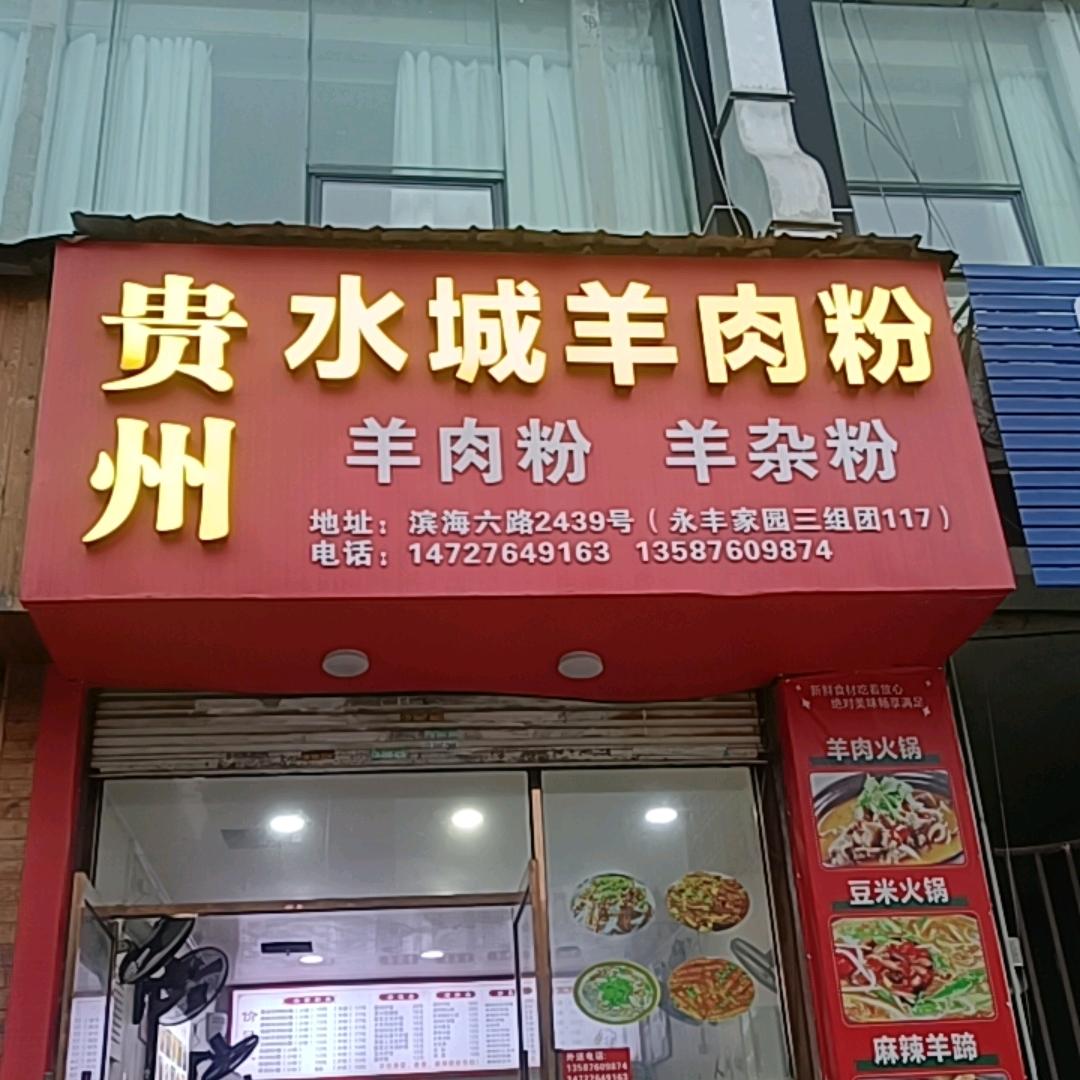 贵州
水城羊肉粉
羊肉粉 羊杂粉
地址：滨海六路2439号（永丰家园三组团117）
电话：14727649163 13587609874
新鲜食材吃着放心
绝对美味畅享满足
羊肉火锅
豆米火锅
麻辣羊蹄
外送电话:
13587609874
14727649163